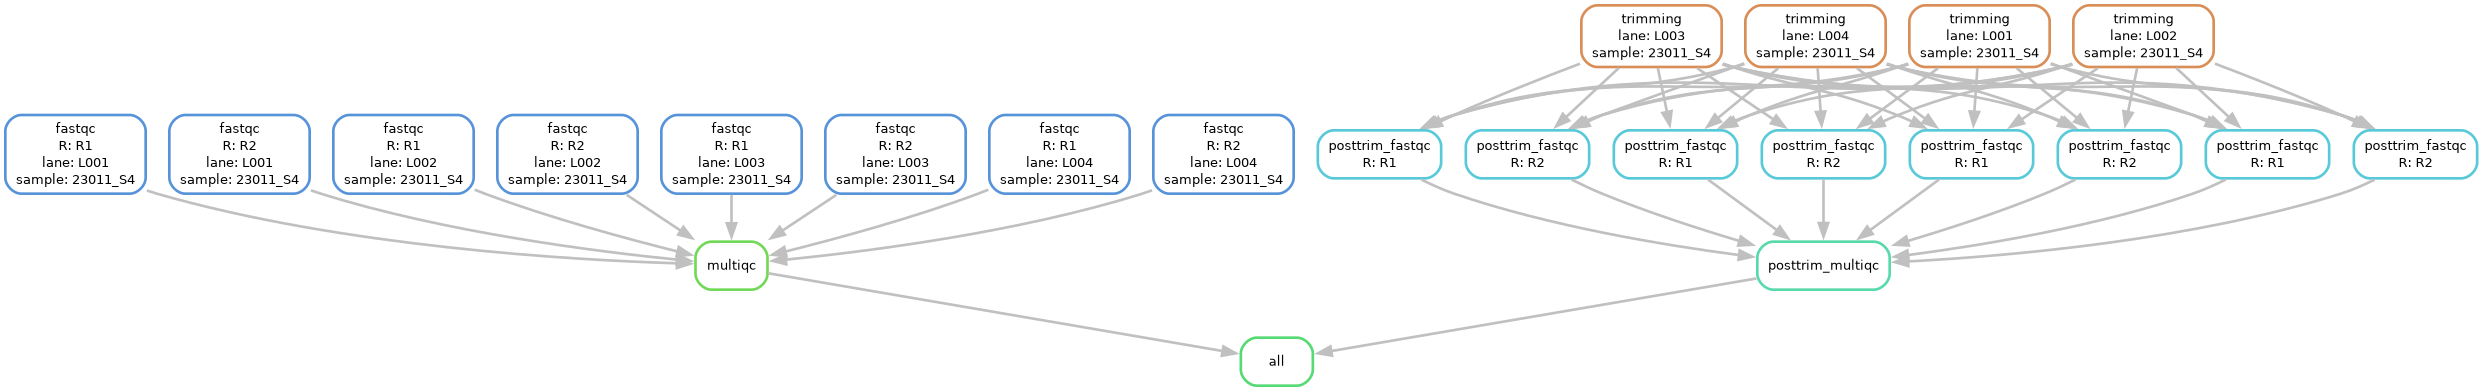 trimming
lane: L003
sample: 23011_S4
trimming
lane: L004
sample: 23011_S4
trimming
lane: L001
sample: 23011_S4
trimming
lane: L002
sample: 23011_S4
fastqc
R: R1
lane: L001
sample: 23011_S4
fastqc
R: R2
lane: L001
sample: 23011_S4
fastqc
R: R1
lane: L002
sample: 23011_S4
fastqc
R: R2
lane: L002
sample: 23011_S4
fastqc
R: R1
lane: L003
sample: 23011_S4
fastqc
R: R2
lane: L003
sample: 23011_S4
fastqc
R: R1
lane: L004
sample: 23011_S4
fastqc
R: R2
lane: L004
sample: 23011_S4
posttrim_fastqc
R: R1
posttrim_fastqc
R: R2
posttrim_fastqc
R: R1
posttrim_fastqc
R: R2
posttrim_fastqc
R: R1
posttrim_fastqc
R: R2
posttrim_fastqc
R: R1
posttrim_fastqc
R: R2
multiqc
posttrim_multiqc
all